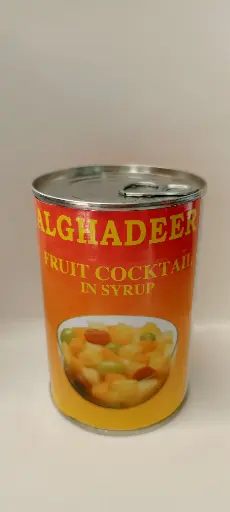 ALGHADEER
FRUIT COCKTAIL
IN SYRUP